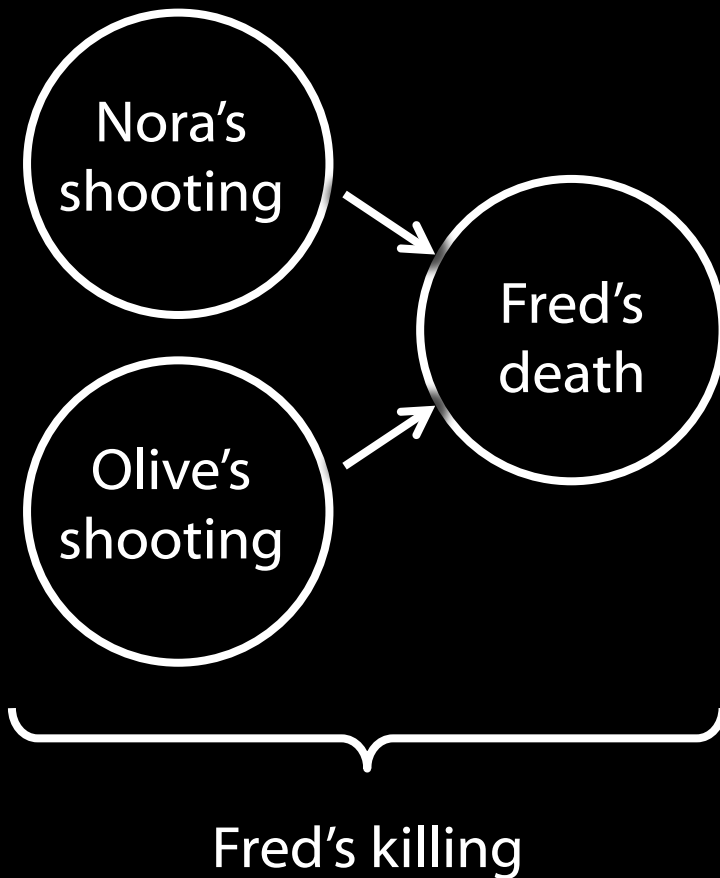 Nora’s
shooting
Fred’s
death
Olive’s
shooting
Fred’s killing